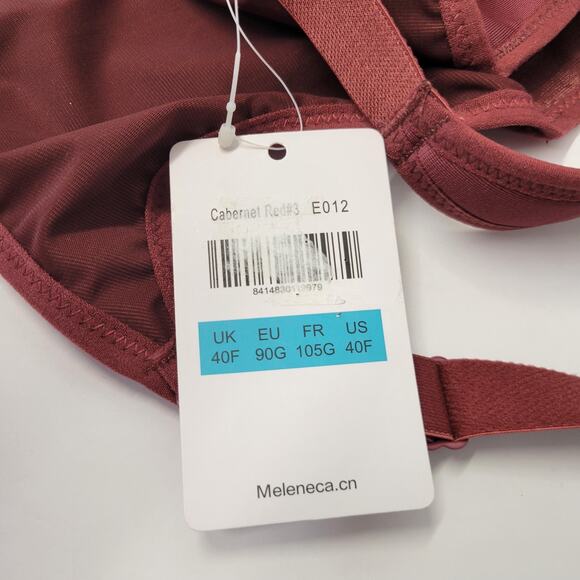 Cabernet Red#3 E012
UK EU FR US
40F 90G 105G 40F
Meleneca.cn